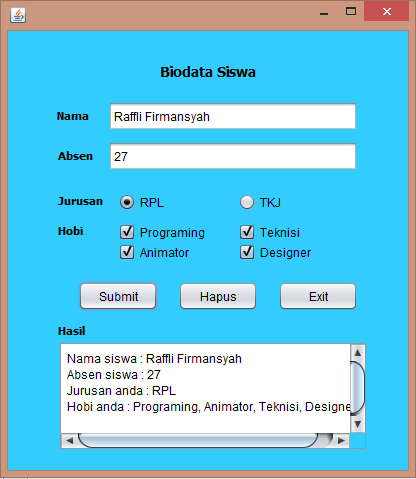 Biodata Siswa
Nama Raffli Firmansyah
Absen 27
Jurusan RPL TKJ
Hobi Programing Teknisi
Animator Designer
Submit Hapus Exit
Hasil
Nama siswa : Raffli Firmansyah
Absen siswa : 27
Jurusan anda : RPL
Hobi anda : Programing, Animator, Teknisi, Designe